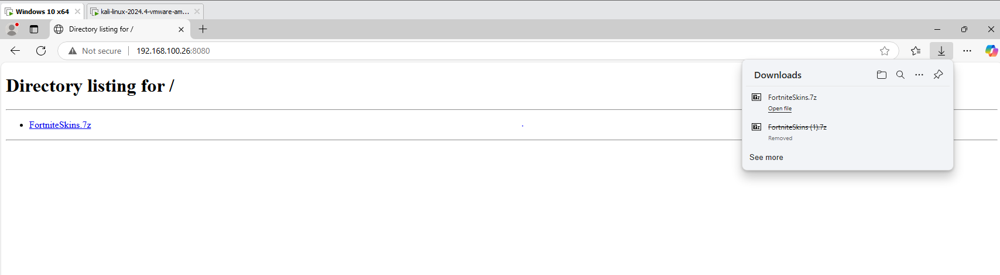 Windows 10 x64
kali-linux-2024.4-vmware-am...
Directory listing for /
Not secure
192.168.100.26:8080
Directory listing for /
FortniteSkins.7z
Downloads
FortniteSkins.7z
Open file
FortniteSkins (1).7z
Removed
See more